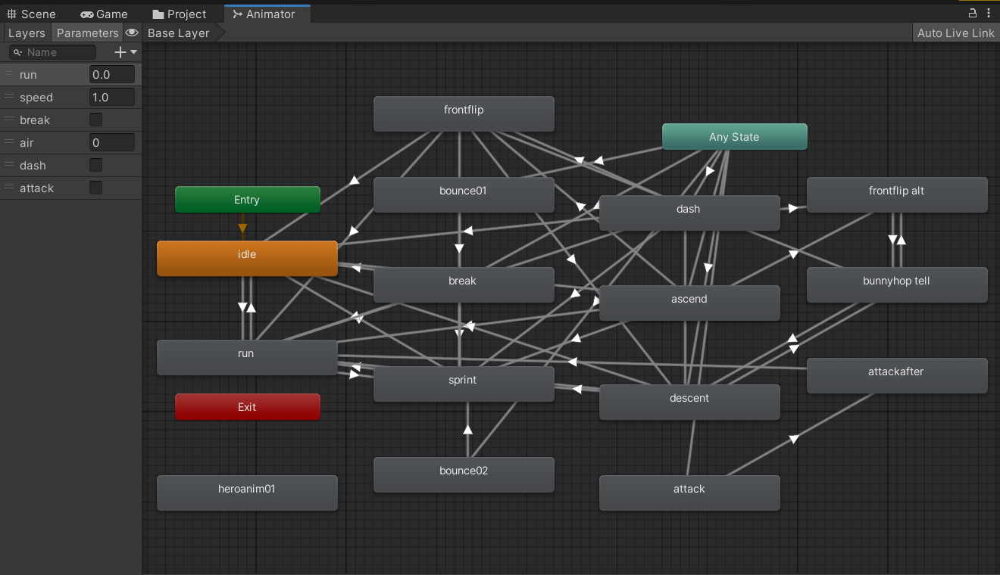 Scene Game Project Animator
Layers Parameters Base Layer Auto Live Link
Name
run 0.0
speed 1.0
break
air 0
dash
attack
frontflip
Any State
bounce01
frontflip alt
Entry
dash
idle
break
bunnyhop tell
ascend
run
attackafter
sprint
descent
Exit
bounce02
heroanim01
attack